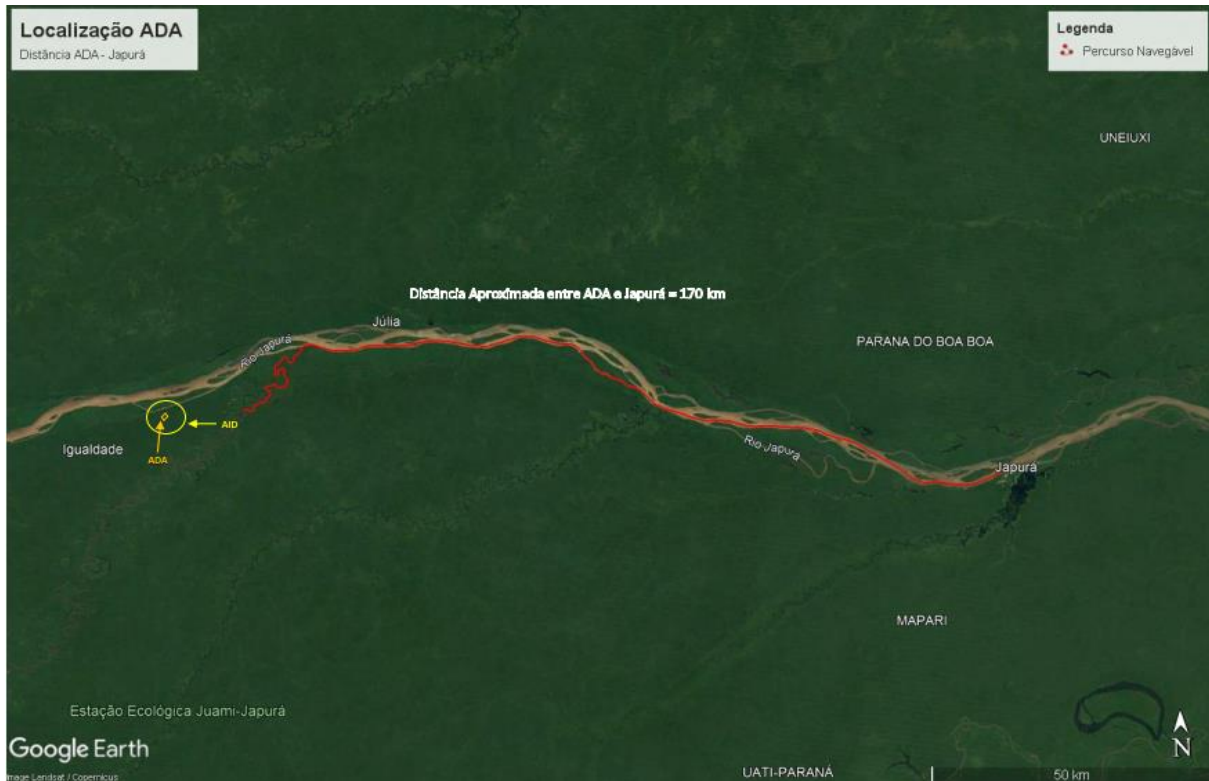 Localização ADA
Distância ADA - Japurá
Legenda
Percurso Navegável
UNEIUXI
Distância Aproximada entre ADA e Japurá = 170 km
Júlia
Rio Japurá
PARANA DO BOA BOA
AID
Igualdade
ADA
Rio Japurá
Japurá
MAPARI
Estação Ecológica Juami-Japurá
N
Google Earth
Image Landsat / Copernicus
UATI-PARANÁ
50 km